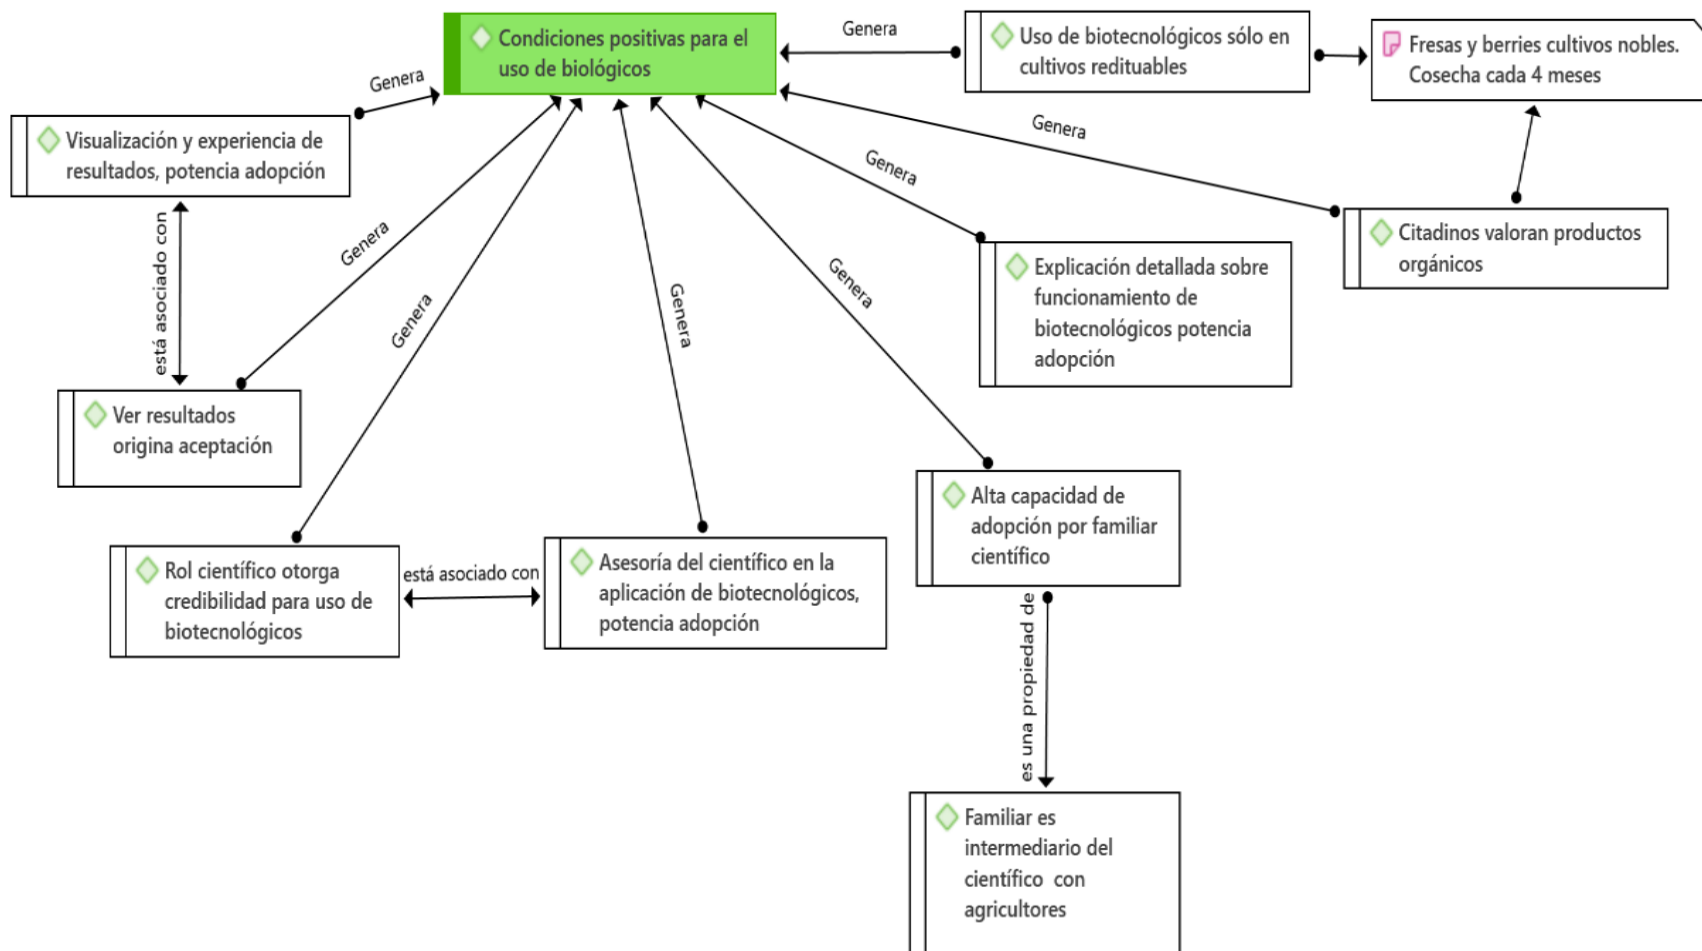 Condiciones positivas para el
uso de biológicos
Genera
Uso de biotecnológicos sólo en
cultivos redituables
Fresas y berries cultivos nobles.
Cosecha cada 4 meses
Genera
Visualización y experiencia de
resultados, potencia adopción
Genera
Genera
Citadinos valoran productos
orgánicos
está asociado con
Genera
Genera
Genera
Genera
Explicación detallada sobre
funcionamiento de
biotecnológicos potencia
adopción
Ver resultados
origina aceptación
Alta capacidad de
adopción por familiar
científico
Rol científico otorga
credibilidad para uso de
biotecnológicos
está asociado con
Asesoría del científico en la
aplicación de biotecnológicos,
potencia adopción
es una propiedad de
Familiar es
intermediario del
científico con
agricultores